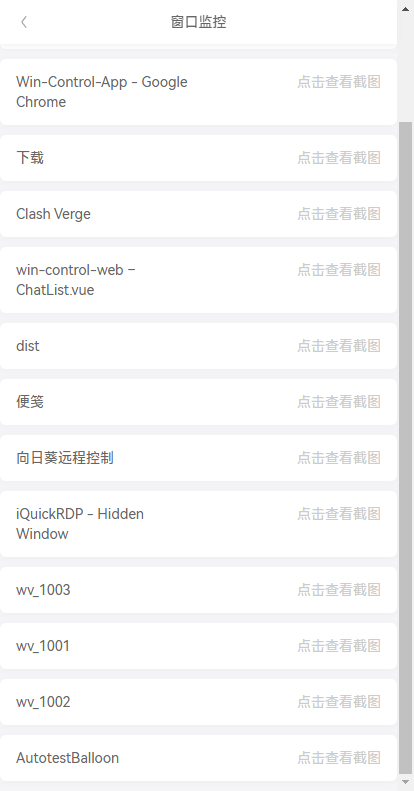 窗口监控
Win-Control-App - Google 点击查看截图
Chrome
下载 点击查看截图
Clash Verge 点击查看截图
win-control-web – 点击查看截图
ChatList.vue
dist 点击查看截图
便笺 点击查看截图
向日葵远程控制 点击查看截图
iQuickRDP - Hidden 点击查看截图
Window
wv_1003 点击查看截图
wv_1001 点击查看截图
wv_1002 点击查看截图
AutotestBalloon 点击查看截图